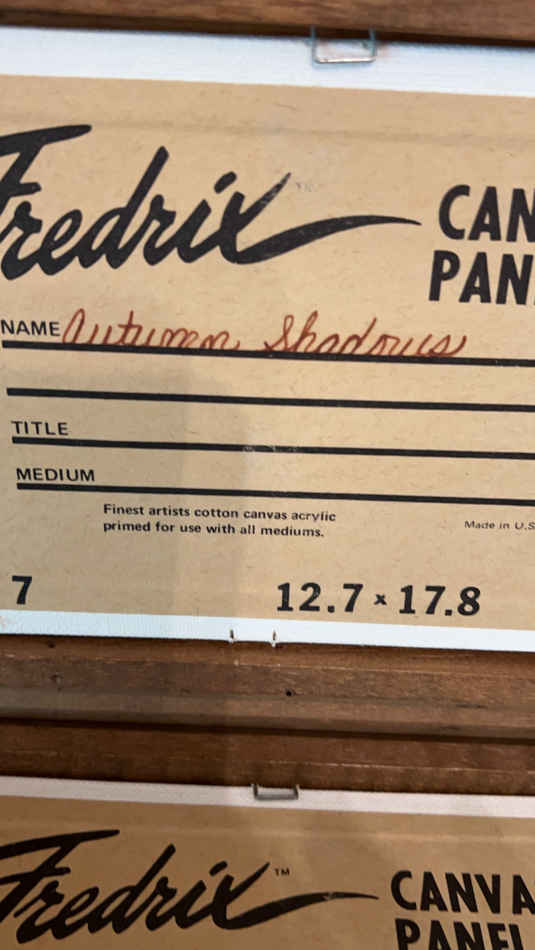 Fredrix CAN
PAN
NAME Autumn Shadows
TITLE
MEDIUM
Finest artists cotton canvas acrylic
primed for use with all mediums.
Made in U.S
7 12.7 x 17.8
Fredrix™ CANVA
PANEL